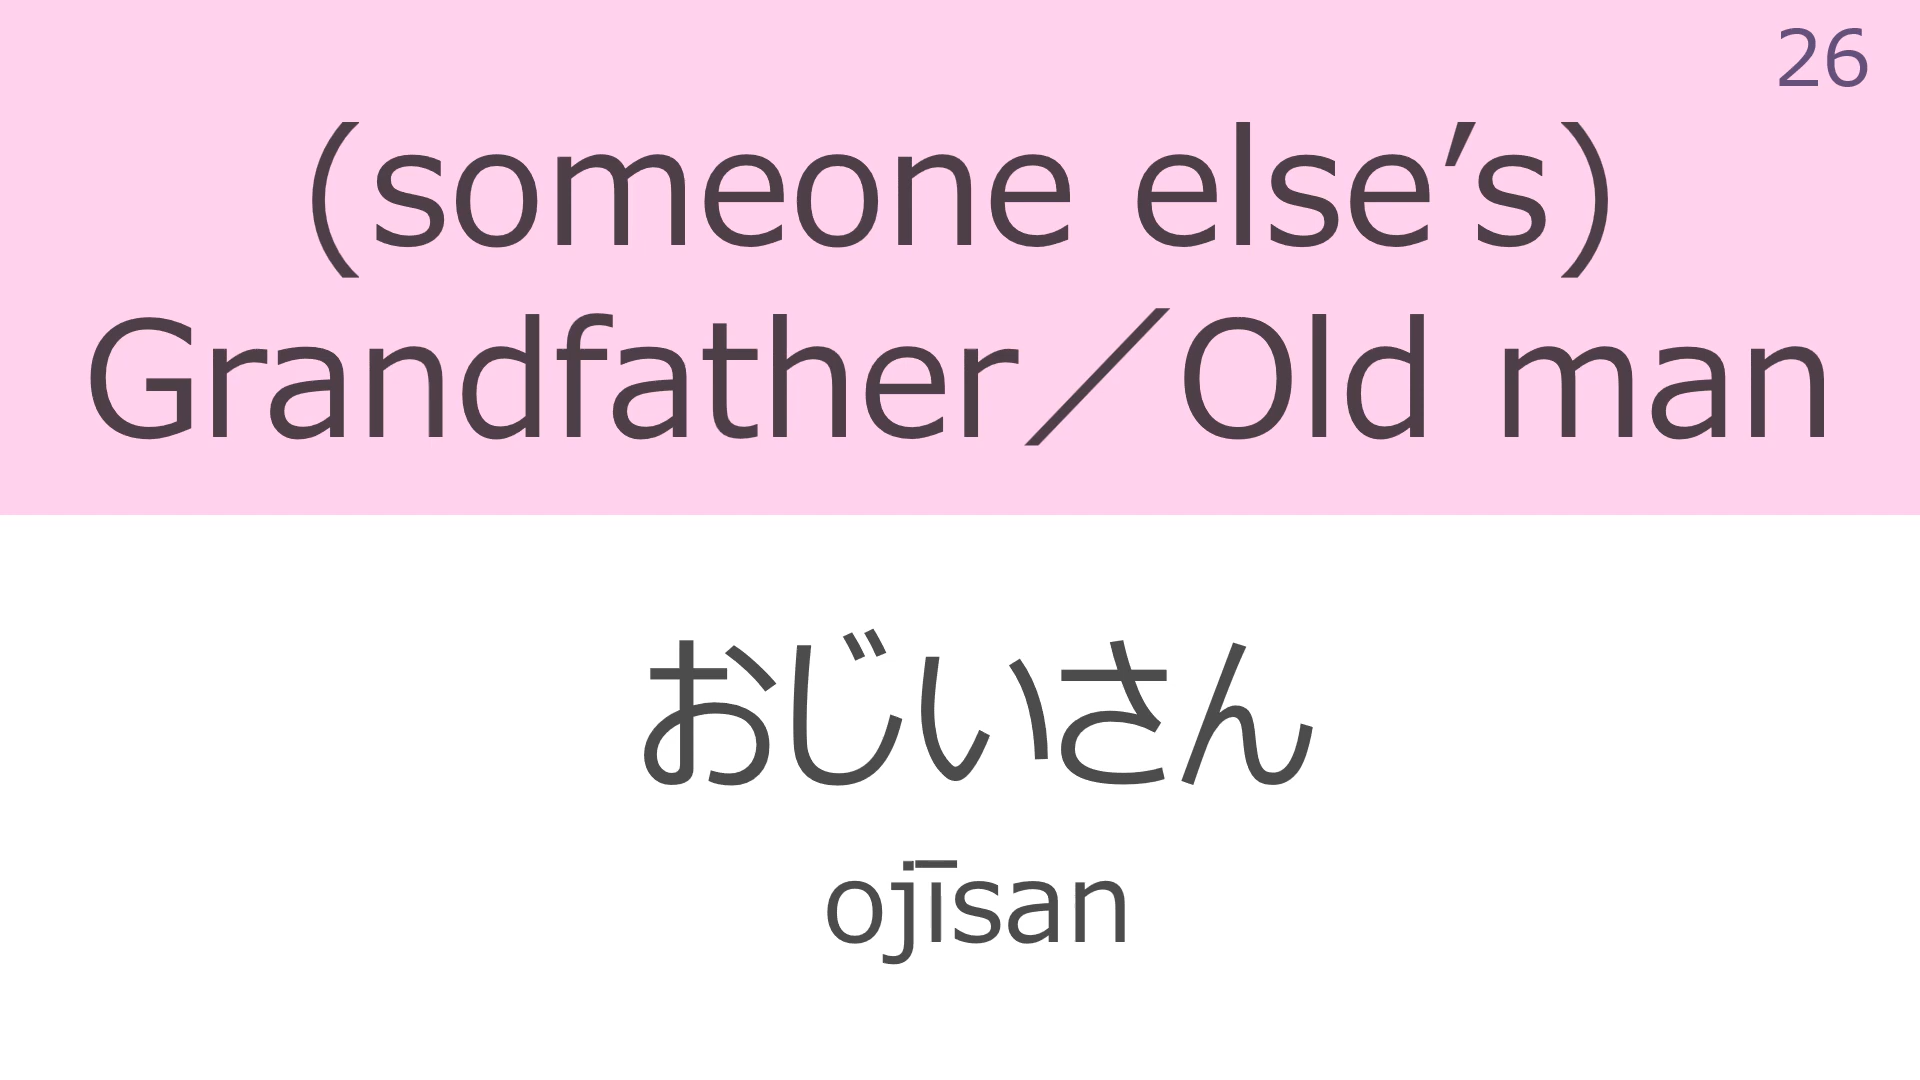 26
(someone else’s)
Grandfather／Old man
おじいさん
ojīsan